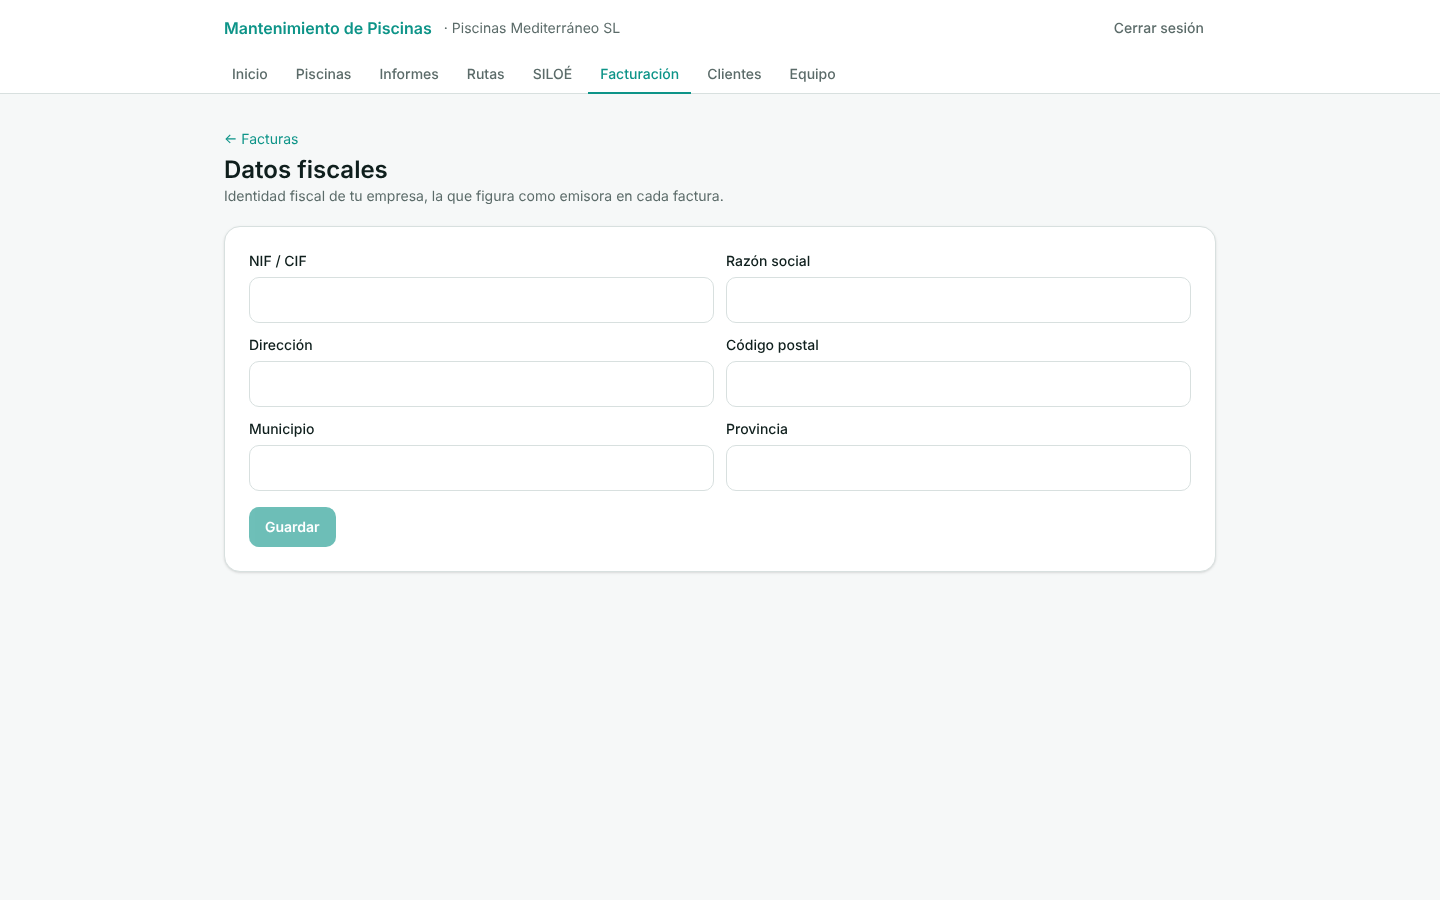 Mantenimiento de Piscinas · Piscinas Mediterráneo SL Cerrar sesión
Inicio Piscinas Informes Rutas SILOÉ Facturación Clientes Equipo
← Facturas
Datos fiscales
Identidad fiscal de tu empresa, la que figura como emisora en cada factura.
NIF / CIF Razón social
Dirección Código postal
Municipio Provincia
Guardar